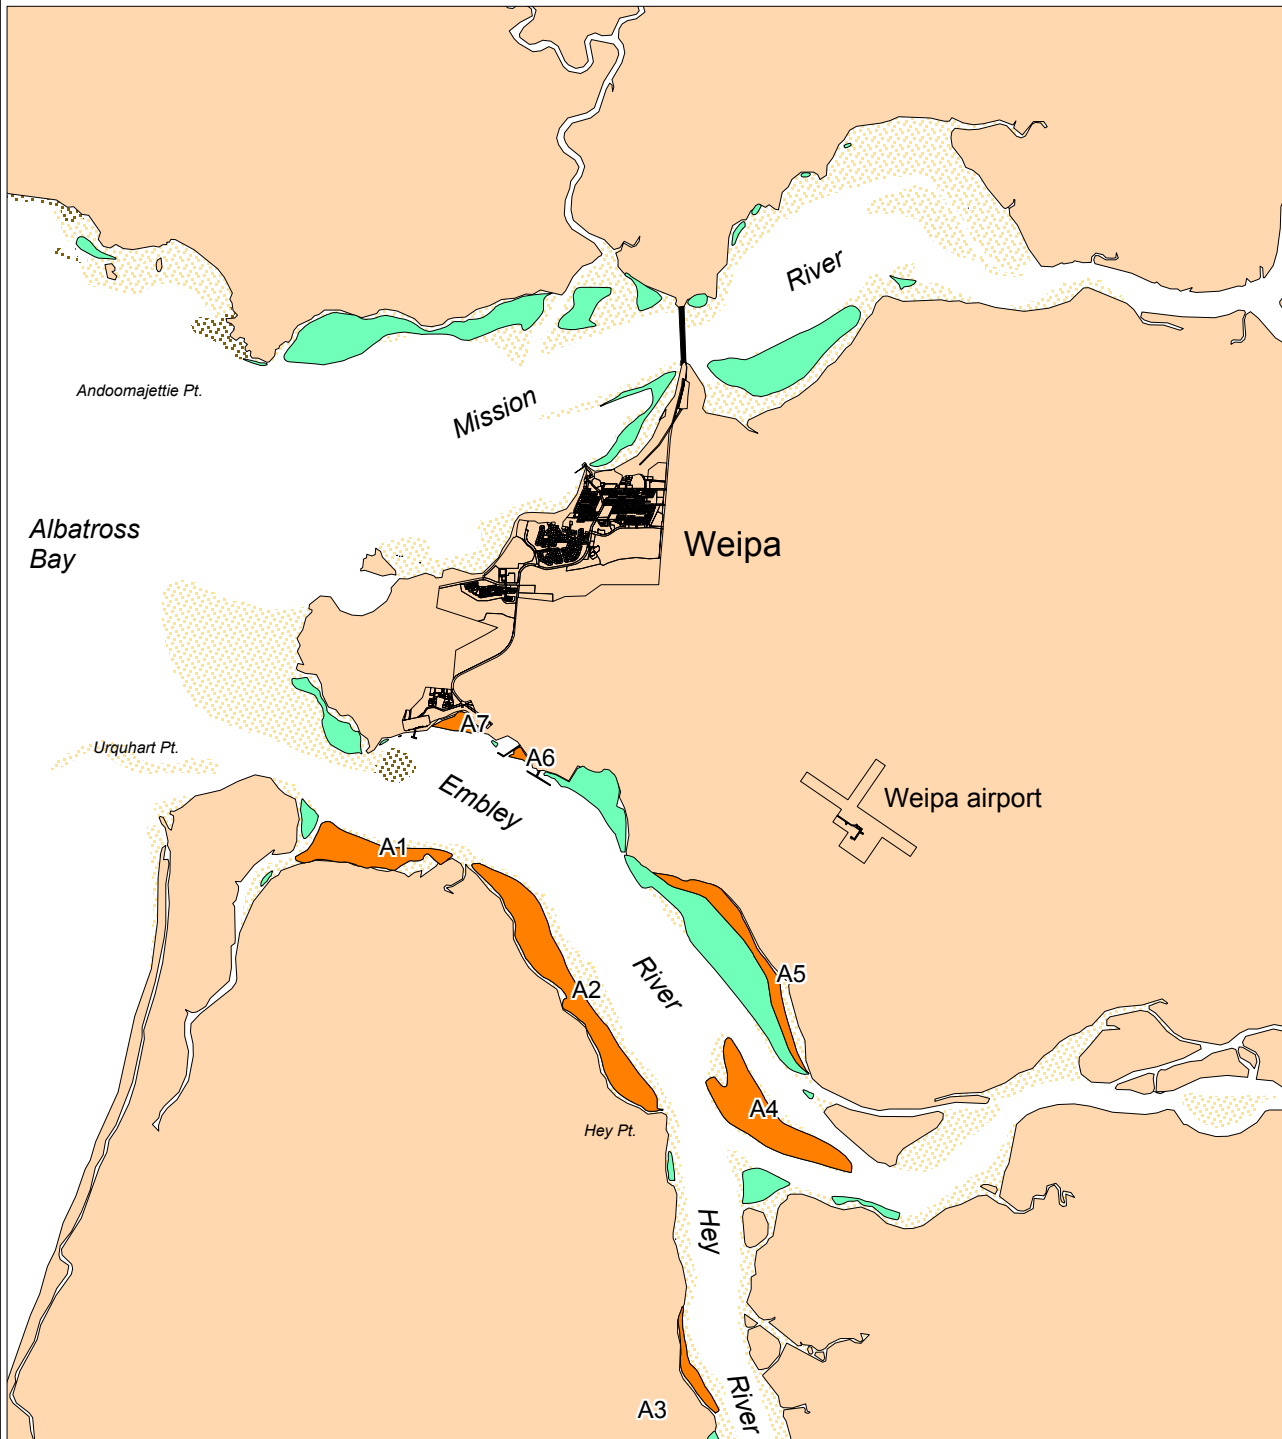 River
Andoomajettie Pt.
Mission
Albatross
Bay
Weipa
A7
Urquhart Pt.
A6
Embley
Weipa airport
A1
River
A5
A2
A4
Hey Pt.
Hey
River
A3